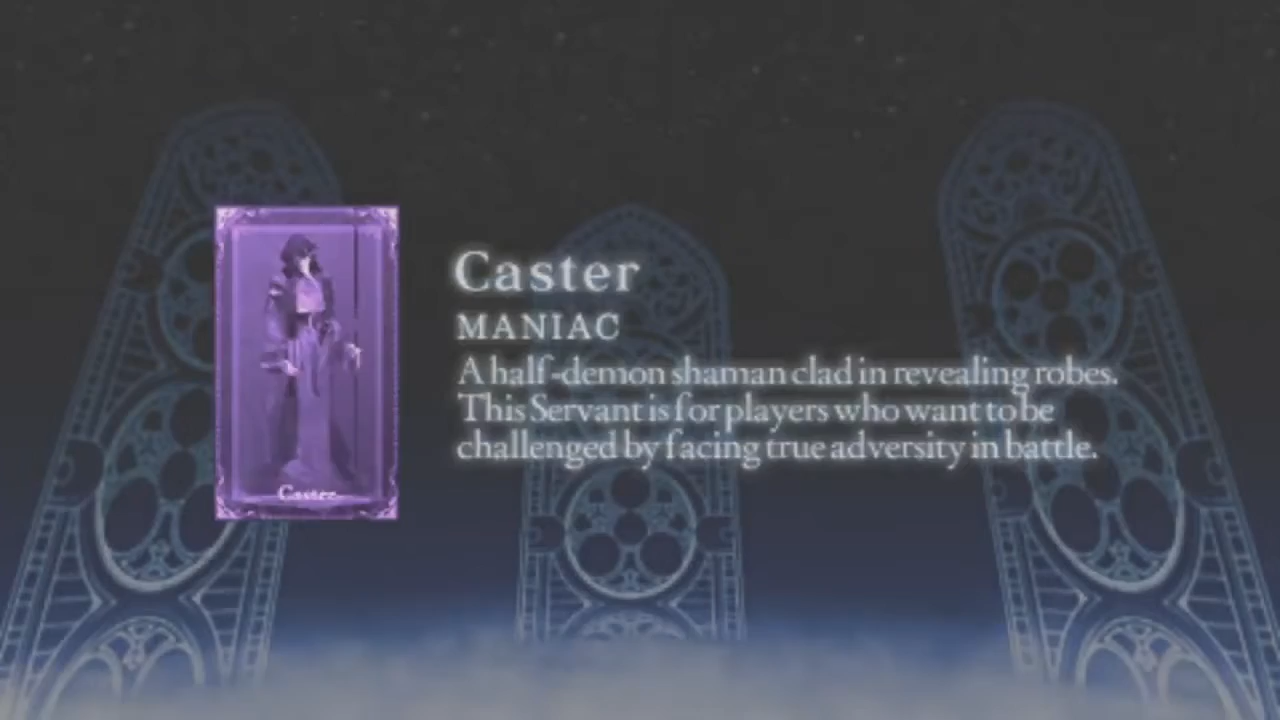 Caster
MANIAC
A half-demon shaman clad in revealing robes.
This Servant is for players who want to be
challenged by facing true adversity in battle.
Caster